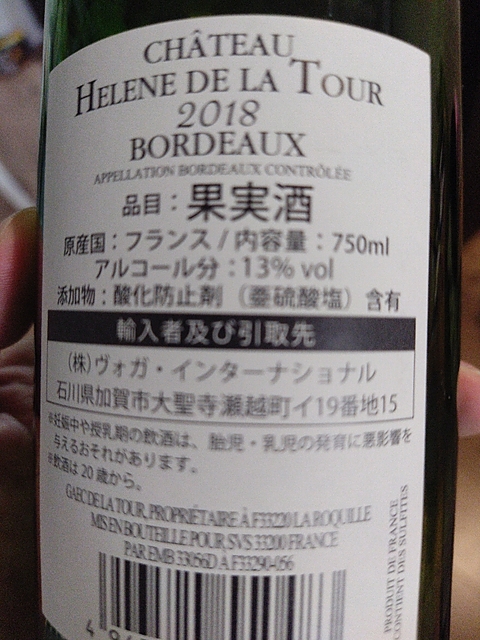 CHÂTEAU
HELENE DE LA TOUR
2018
BORDEAUX
APPELLATION BORDEAUX CONTRÔLÉE
品目：果実酒
原産国：フランス / 内容量：750ml
アルコール分：13% vol
添加物：酸化防止剤（亜硫酸塩）含有
輸入者及び引取先
(株)ヴォガ・インターナショナル
石川県加賀市大聖寺瀬越町イ19番地15
※妊娠中や授乳期の飲酒は、胎児・乳児の発育に悪影響を
与えるおそれがあります。
※飲酒は20歳から。
GAEC DE LA TOUR, PROPRIÉTAIRE À F33220 LA ROQUILLE
MIS EN BOUTEILLE POUR SVS 33200 FRANCE
PAR EMB 33056D À F33290-056
PRODUIT DE FRANCE
CONTIENT DES SULFITES